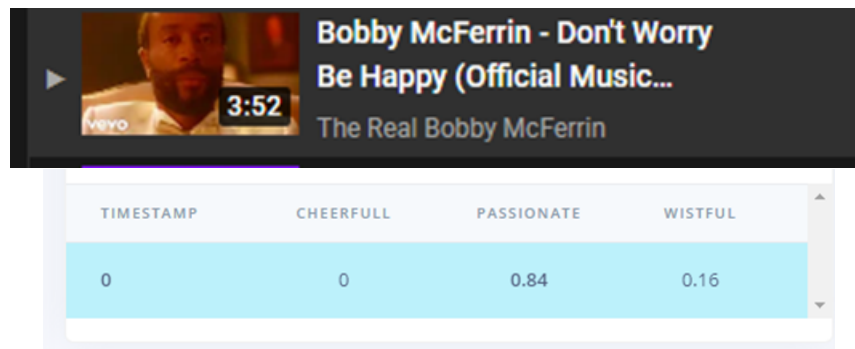 Bobby McFerrin - Don't Worry
Be Happy (Official Music...
3:52
vevo
The Real Bobby McFerrin
TIMESTAMP CHEERFULL PASSIONATE WISTFUL
0 0 0.84 0.16